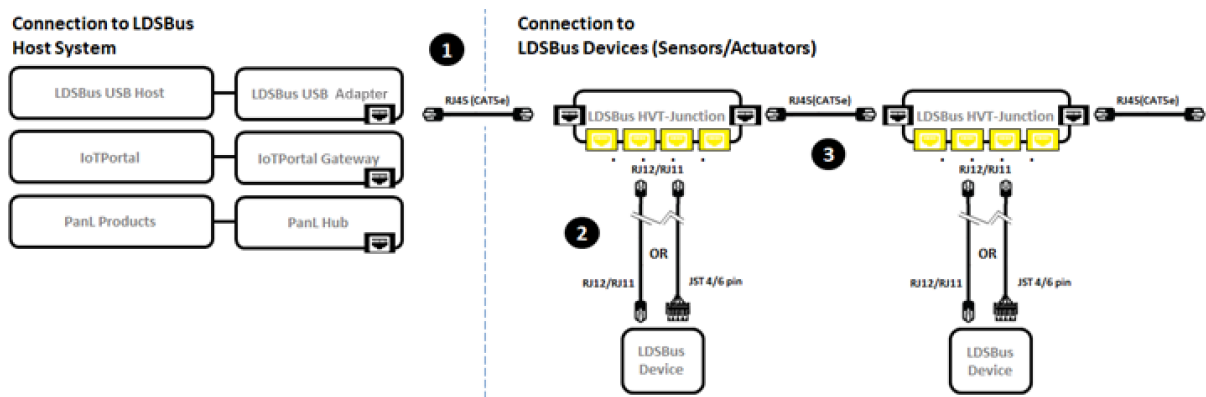 Connection to LDSBus
Host System
LDSBus USB Host
LDSBus USB Adapter
IoTPortal
IoTPortal Gateway
PanL Products
PanL Hub
1
Connection to
LDSBus Devices (Sensors/Actuators)
RJ45(CAT5e)
LDSBus HVT-Junction
RJ45(CAT5e)
LDSBus HVT-Junction
RJ45(CAT5e)
3
RJ12/RJ11
RJ12/RJ11
2
OR
OR
RJ12/RJ11
JST 4/6 pin
RJ12/RJ11
JST 4/6 pin
LDSBus
Device
LDSBus
Device